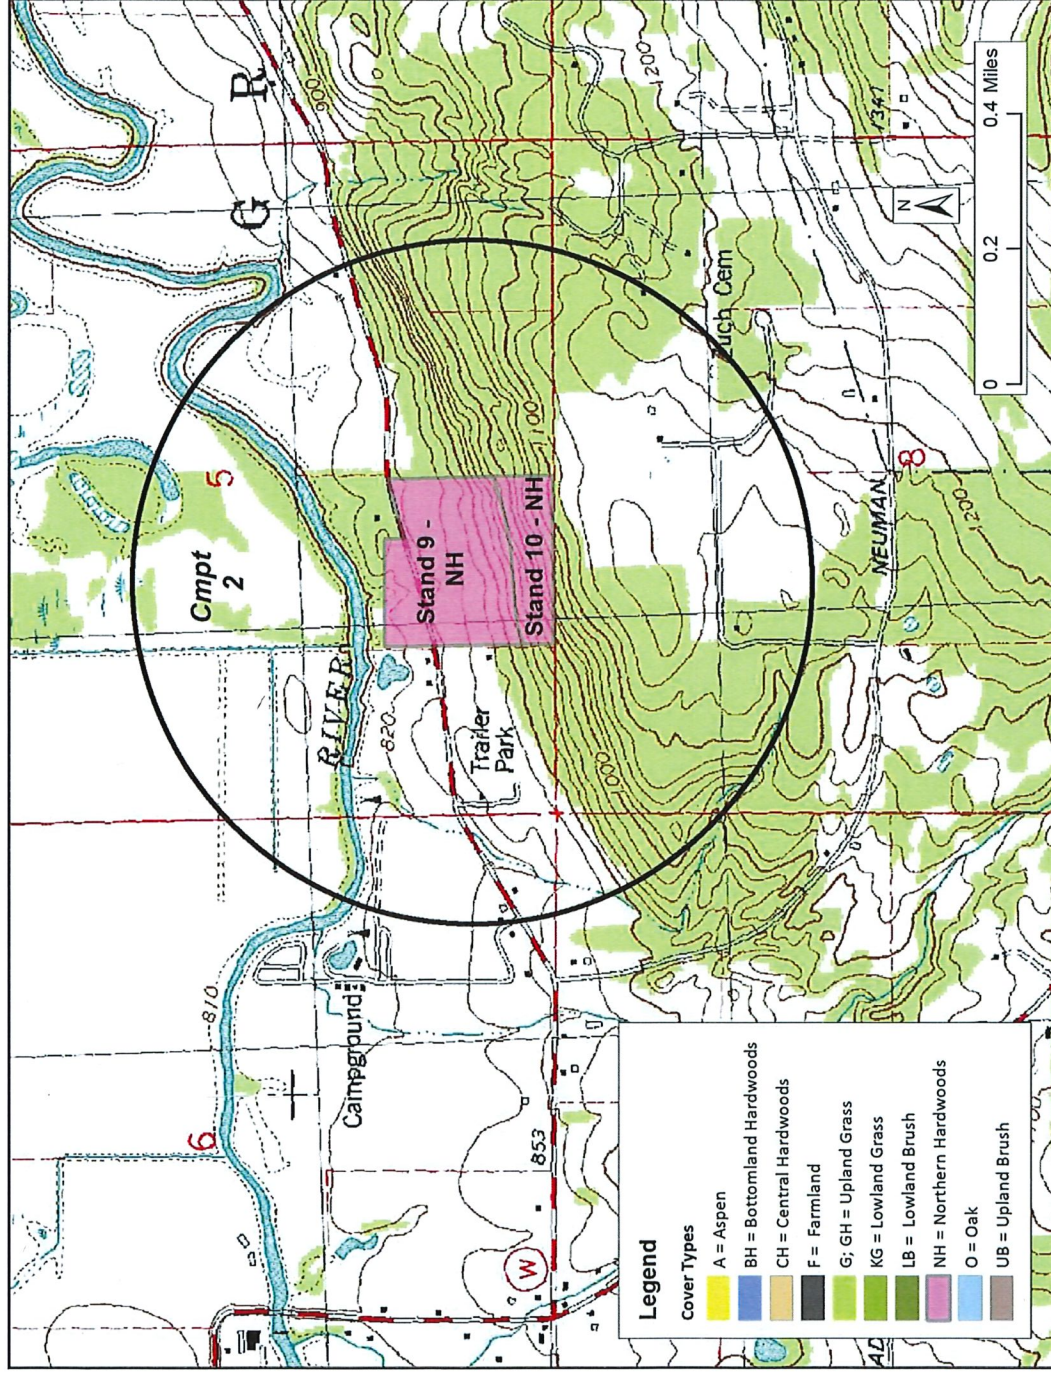 G
R
900
1200
1341
5
Cmpt
2
RIVER
820
Stand 9 -
NH
Stand 10 - NH
1100
Trailer
Park
1000
Zuch Cem
NEUMAN
8
1200
N
0
0.2
0.4 Miles
810
6
Campground
853
W
Legend
Cover Types
A = Aspen
BH = Bottomland Hardwoods
CH = Central Hardwoods
F = Farmland
G; GH = Upland Grass
KG = Lowland Grass
LB = Lowland Brush
NH = Northern Hardwoods
O = Oak
UB = Upland Brush